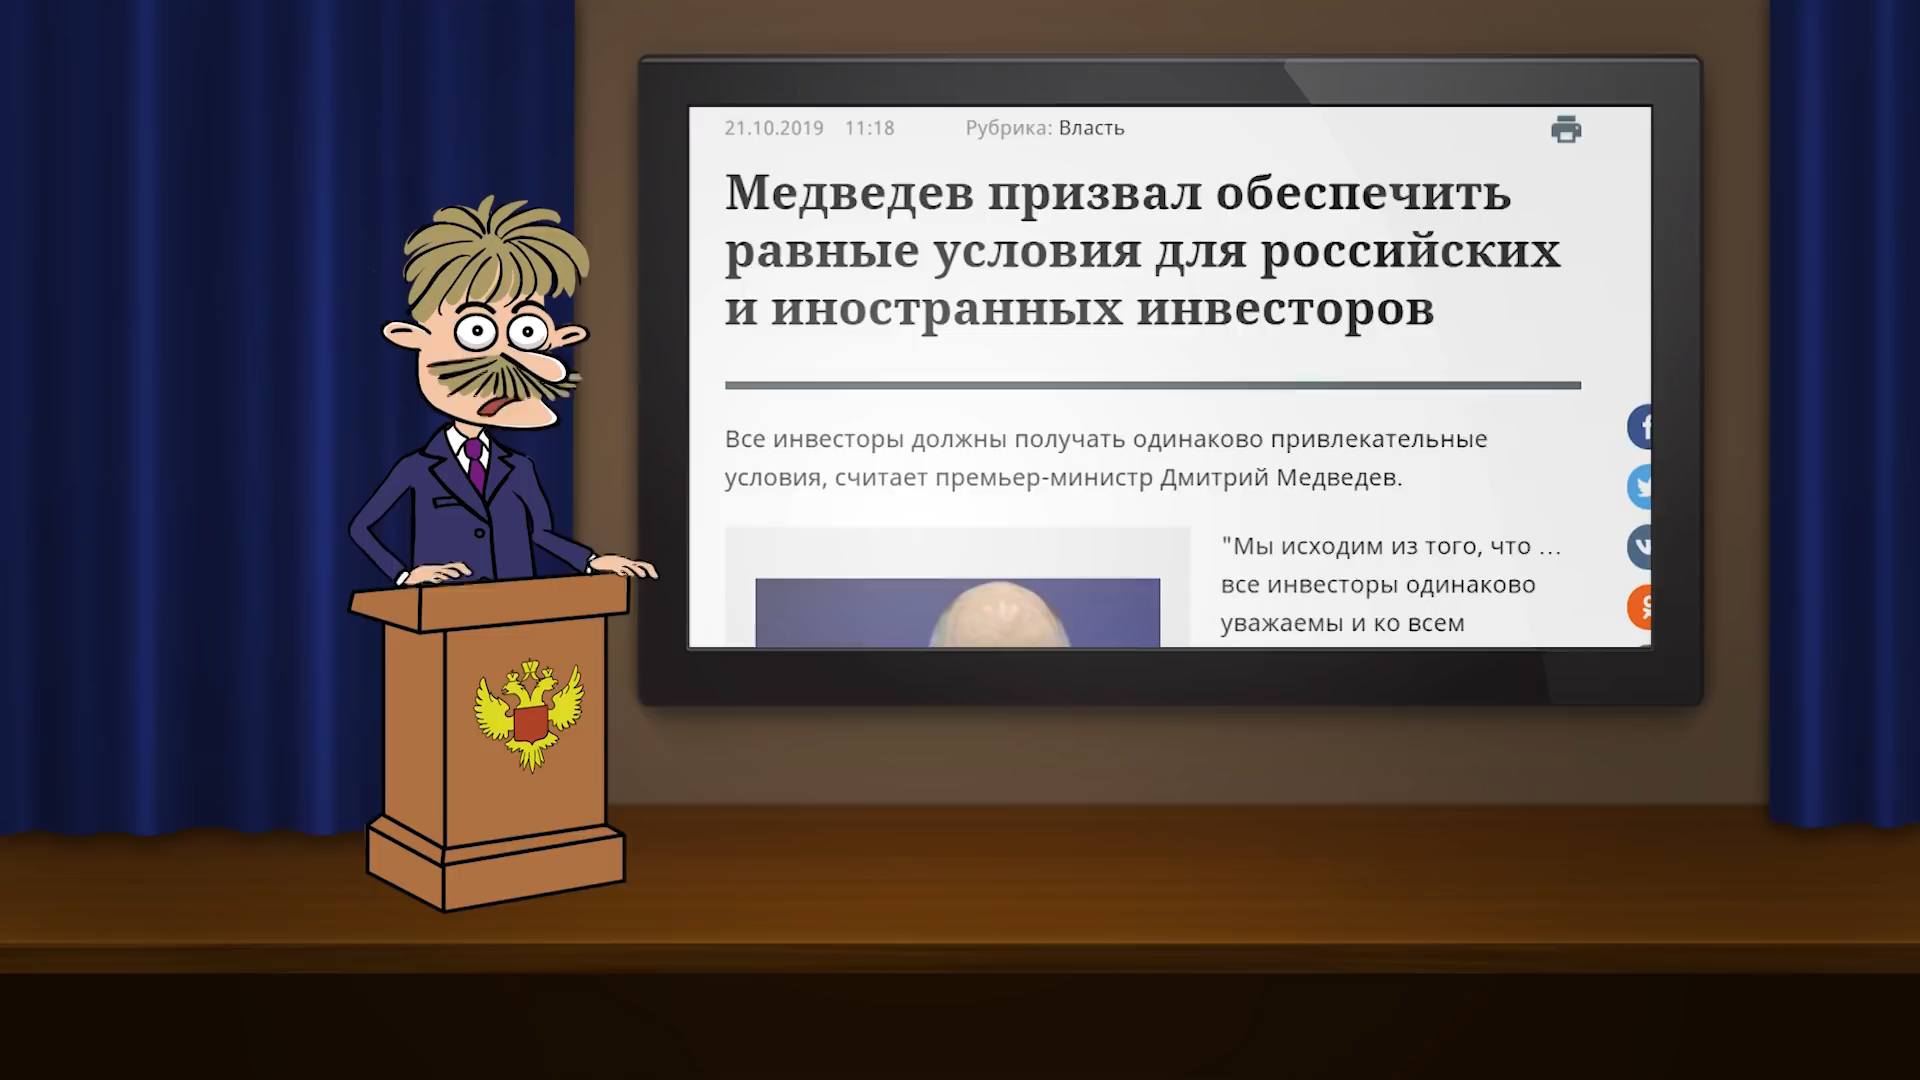 21.10.2019 11:18 Рубрика: Власть
Медведев призвал обеспечить
равные условия для российских
и иностранных инвесторов
Все инвесторы должны получать одинаково привлекательные
условия, считает премьер-министр Дмитрий Медведев.
"Мы исходим из того, что ...
все инвесторы одинаково
уважаемы и ко всем